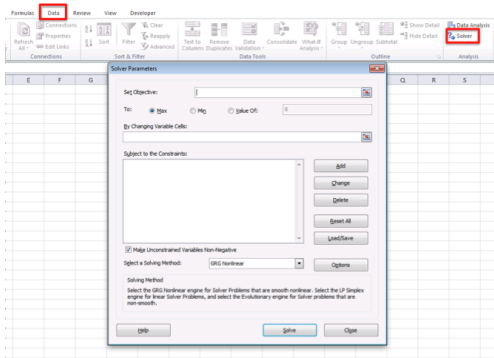 Formulas Data Review View Developer
Refresh All
Connections
Properties
Edit Links
Connections
Sort
Filter
Clear
Reapply
Advanced
Sort & Filter
Text to Columns
Remove Duplicates
Data Validation
Consolidate
What-If Analysis
Data Tools
Group
Ungroup
Subtotal
Show Detail
Hide Detail
Outline
Data Analysis
Solver
Analysis
E F G Q R S
Solver Parameters
Set Objective:
To: Max Min Value Of: 0
By Changing Variable Cells:
Subject to the Constraints:
Add
Change
Delete
Reset All
Load/Save
Make Unconstrained Variables Non-Negative
Select a Solving Method: GRG Nonlinear Options
Solving Method
Select the GRG Nonlinear engine for Solver Problems that are smooth nonlinear. Select the LP Simplex
engine for linear Solver Problems, and select the Evolutionary engine for Solver problems that are
non-smooth.
Help Solve Close